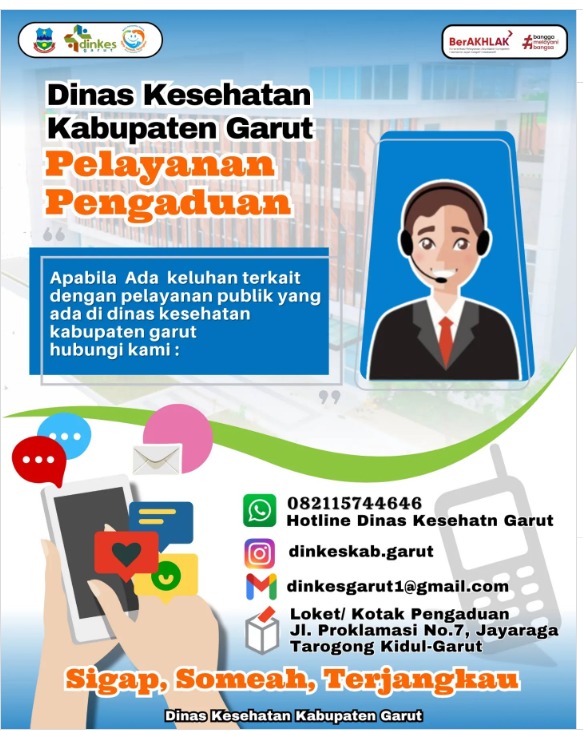 dinkes
garut
BerAKHLAK
#bangga
melayani
bangsa
Dinas Kesehatan
Kabupaten Garut
Pelayanan
Pengaduan
Apabila Ada keluhan terkait
dengan pelayanan publik yang
ada di dinas kesehatan
kabupaten garut
hubungi kami :
082115744646
Hotline Dinas Kesehatn Garut
dinkeskab.garut
dinkesgarut1@gmail.com
Loket/ Kotak Pengaduan
Jl. Proklamasi No.7, Jayaraga
Tarogong Kidul-Garut
Sigap, Someah, Terjangkau
Dinas Kesehatan Kabupaten Garut